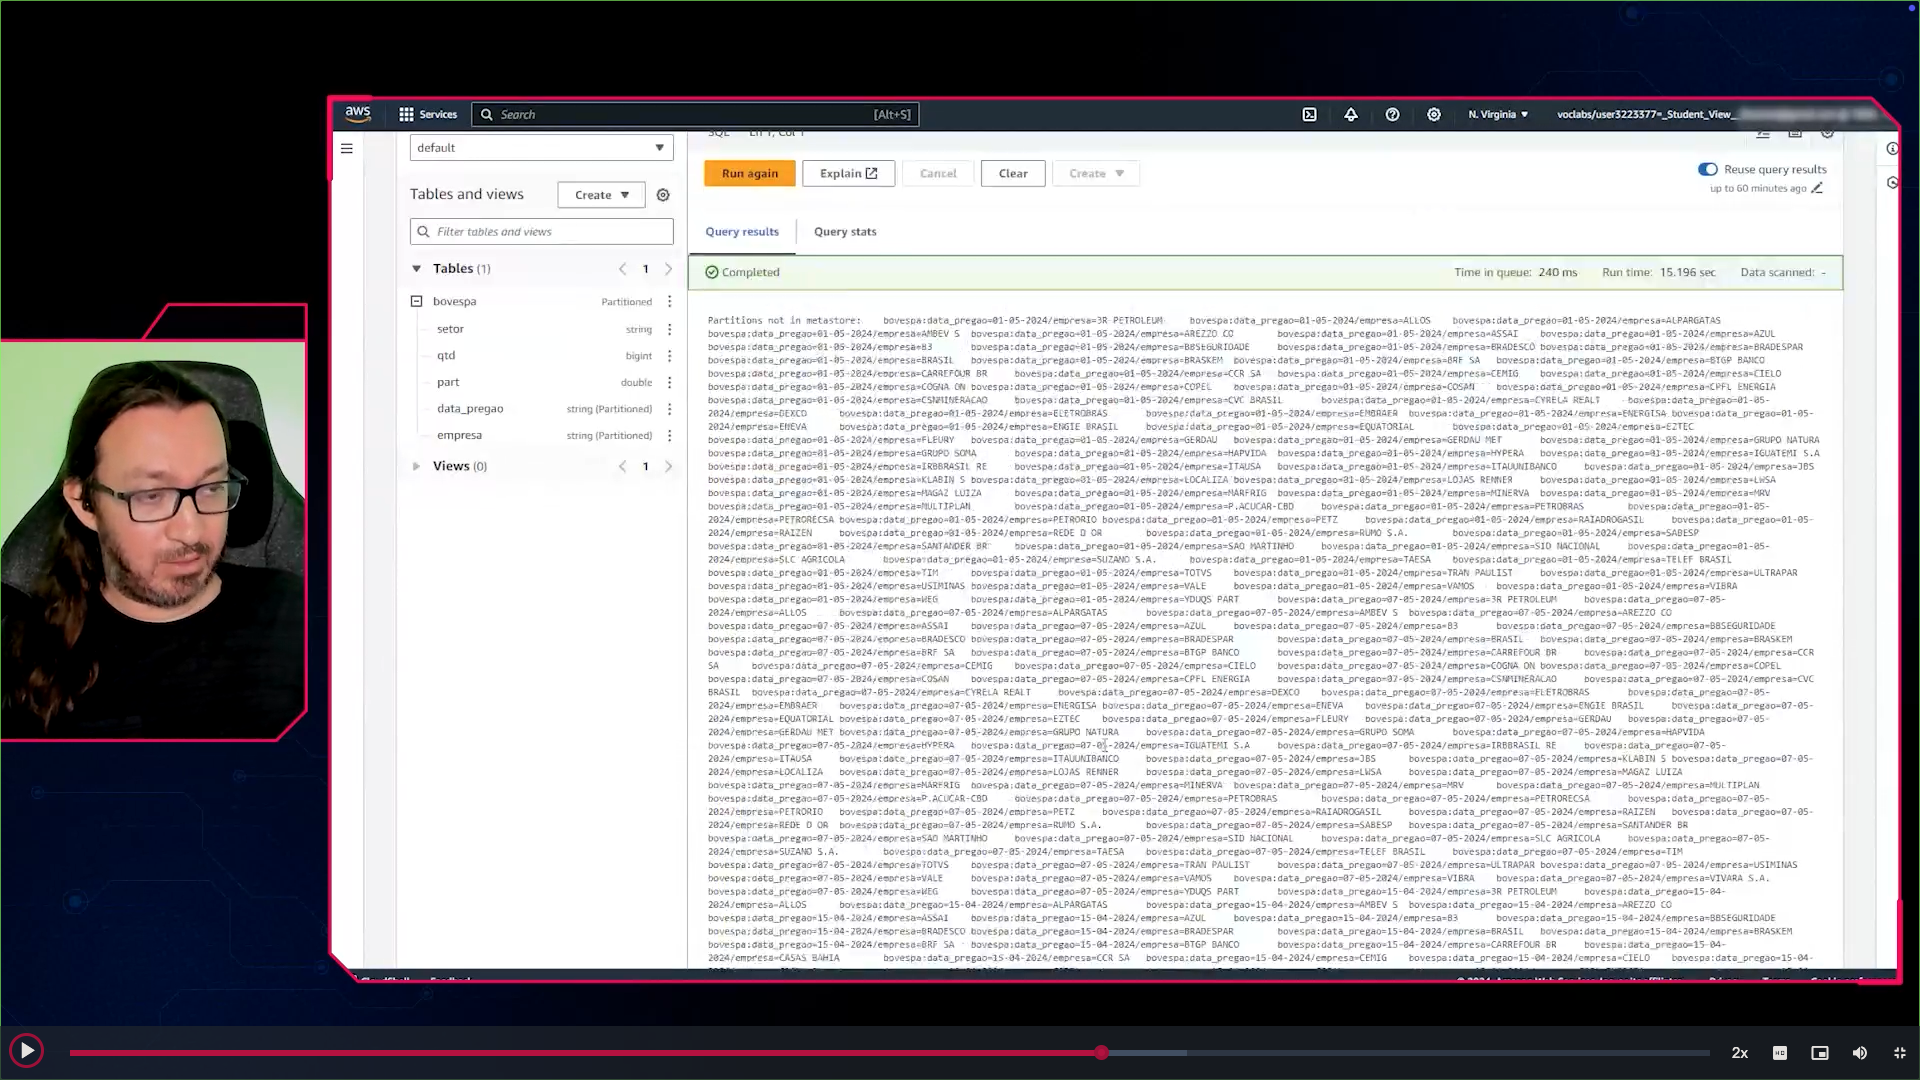 aws
Services
Search
[Alt+S]
N. Virginia
voclabs/user3223377=_Student_View_
default
Run again
Explain
Cancel
Clear
Create
Reuse query results
up to 60 minutes ago
Tables and views
Create
Filter tables and views
Query results
Query stats
Tables (1)
1
Completed
Time in queue: 240 ms
Run time: 15.196 sec
Data scanned: -
bovespa
Partitioned
setor
string
qtd
bigint
part
double
data_pregao
string (Partitioned)
empresa
string (Partitioned)
Views (0)
1
Partitions not in metastore: bovespa:data_pregao=01-05-2024/empresa=3R PETROLEUM bovespa:data_pregao=01-05-2024/empresa=ALLOS bovespa:data_pregao=01-05-2024/empresa=ALPARGATAS
bovespa:data_pregao=01-05-2024/empresa=AMBEV S bovespa:data_pregao=01-05-2024/empresa=AREZZO CO bovespa:data_pregao=01-05-2024/empresa=ASSAI bovespa:data_pregao=01-05-2024/empresa=AZUL
bovespa:data_pregao=01-05-2024/empresa=B3 bovespa:data_pregao=01-05-2024/empresa=BBSEGURIDADE bovespa:data_pregao=01-05-2024/empresa=BRADESCO bovespa:data_pregao=01-05-2024/empresa=BRADESPAR
bovespa:data_pregao=01-05-2024/empresa=BRASIL bovespa:data_pregao=01-05-2024/empresa=BRASKEM bovespa:data_pregao=01-05-2024/empresa=BRF SA bovespa:data_pregao=01-05-2024/empresa=BTGP BANCO
bovespa:data_pregao=01-05-2024/empresa=CARREFOUR BR bovespa:data_pregao=01-05-2024/empresa=CCR SA bovespa:data_pregao=01-05-2024/empresa=CEMIG bovespa:data_pregao=01-05-2024/empresa=CIELO
bovespa:data_pregao=01-05-2024/empresa=COGNA ON bovespa:data_pregao=01-05-2024/empresa=COPEL bovespa:data_pregao=01-05-2024/empresa=COSAN bovespa:data_pregao=01-05-2024/empresa=CPFL ENERGIA
bovespa:data_pregao=01-05-2024/empresa=CSNMINERACAO bovespa:data_pregao=01-05-2024/empresa=CVC BRASIL bovespa:data_pregao=01-05-2024/empresa=CYRELA REALT bovespa:data_pregao=01-05-
2024/empresa=DEXCO bovespa:data_pregao=01-05-2024/empresa=ELETROBRAS bovespa:data_pregao=01-05-2024/empresa=EMBRAER bovespa:data_pregao=01-05-2024/empresa=ENERGISA bovespa:data_pregao=01-05-
2024/empresa=ENEVA bovespa:data_pregao=01-05-2024/empresa=ENGIE BRASIL bovespa:data_pregao=01-05-2024/empresa=EQUATORIAL bovespa:data_pregao=01-05-2024/empresa=EZTEC
bovespa:data_pregao=01-05-2024/empresa=FLEURY bovespa:data_pregao=01-05-2024/empresa=GERDAU bovespa:data_pregao=01-05-2024/empresa=GERDAU MET bovespa:data_pregao=01-05-2024/empresa=GRUPO NATURA
bovespa:data_pregao=01-05-2024/empresa=GRUPO SOMA bovespa:data_pregao=01-05-2024/empresa=HAPVIDA bovespa:data_pregao=01-05-2024/empresa=HYPERA bovespa:data_pregao=01-05-2024/empresa=IGUATEMI S.A
bovespa:data_pregao=01-05-2024/empresa=IRBBRASIL RE bovespa:data_pregao=01-05-2024/empresa=ITAUSA bovespa:data_pregao=01-05-2024/empresa=ITAUUNIBANCO bovespa:data_pregao=01-05-2024/empresa=JBS
bovespa:data_pregao=01-05-2024/empresa=KLABIN S bovespa:data_pregao=01-05-2024/empresa=LOCALIZA bovespa:data_pregao=01-05-2024/empresa=LOJAS RENNER bovespa:data_pregao=01-05-2024/empresa=LWSA
bovespa:data_pregao=01-05-2024/empresa=MAGAZ LUIZA bovespa:data_pregao=01-05-2024/empresa=MARFRIG bovespa:data_pregao=01-05-2024/empresa=MINERVA bovespa:data_pregao=01-05-2024/empresa=MRV
bovespa:data_pregao=01-05-2024/empresa=MULTIPLAN bovespa:data_pregao=01-05-2024/empresa=P.ACUCAR-CBD bovespa:data_pregao=01-05-2024/empresa=PETROBRAS bovespa:data_pregao=01-05-
2024/empresa=PETRORECSA bovespa:data_pregao=01-05-2024/empresa=PETRORIO bovespa:data_pregao=01-05-2024/empresa=PETZ bovespa:data_pregao=01-05-2024/empresa=RAIADROGASIL bovespa:data_pregao=01-05-
2024/empresa=RAIZEN bovespa:data_pregao=01-05-2024/empresa=REDE D OR bovespa:data_pregao=01-05-2024/empresa=RUMO S.A. bovespa:data_pregao=01-05-2024/empresa=SABESP
bovespa:data_pregao=01-05-2024/empresa=SANTANDER BR bovespa:data_pregao=01-05-2024/empresa=SAO MARTINHO bovespa:data_pregao=01-05-2024/empresa=SID NACIONAL bovespa:data_pregao=01-05-
2024/empresa=SLC AGRICOLA bovespa:data_pregao=01-05-2024/empresa=SUZANO S.A. bovespa:data_pregao=01-05-2024/empresa=TAESA bovespa:data_pregao=01-05-2024/empresa=TELEF BRASIL
bovespa:data_pregao=01-05-2024/empresa=TIM bovespa:data_pregao=01-05-2024/empresa=TOTVS bovespa:data_pregao=01-05-2024/empresa=TRAN PAULIST bovespa:data_pregao=01-05-2024/empresa=ULTRAPAR
bovespa:data_pregao=01-05-2024/empresa=USIMINAS bovespa:data_pregao=01-05-2024/empresa=VALE bovespa:data_pregao=01-05-2024/empresa=VAMOS bovespa:data_pregao=01-05-2024/empresa=VIBRA
bovespa:data_pregao=01-05-2024/empresa=WEG bovespa:data_pregao=01-05-2024/empresa=YDUQS PART bovespa:data_pregao=07-05-2024/empresa=3R PETROLEUM bovespa:data_pregao=07-05-
2024/empresa=ALLOS bovespa:data_pregao=07-05-2024/empresa=ALPARGATAS bovespa:data_pregao=07-05-2024/empresa=AMBEV S bovespa:data_pregao=07-05-2024/empresa=AREZZO CO
bovespa:data_pregao=07-05-2024/empresa=ASSAI bovespa:data_pregao=07-05-2024/empresa=AZUL bovespa:data_pregao=07-05-2024/empresa=B3 bovespa:data_pregao=07-05-2024/empresa=BBSEGURIDADE
bovespa:data_pregao=07-05-2024/empresa=BRADESCO bovespa:data_pregao=07-05-2024/empresa=BRADESPAR bovespa:data_pregao=07-05-2024/empresa=BRASIL bovespa:data_pregao=07-05-2024/empresa=BRASKEM
bovespa:data_pregao=07-05-2024/empresa=BRF SA bovespa:data_pregao=07-05-2024/empresa=BTGP BANCO bovespa:data_pregao=07-05-2024/empresa=CARREFOUR BR bovespa:data_pregao=07-05-2024/empresa=CCR
SA bovespa:data_pregao=07-05-2024/empresa=CEMIG bovespa:data_pregao=07-05-2024/empresa=CIELO bovespa:data_pregao=07-05-2024/empresa=COGNA ON bovespa:data_pregao=07-05-2024/empresa=COPEL
bovespa:data_pregao=07-05-2024/empresa=COSAN bovespa:data_pregao=07-05-2024/empresa=CPFL ENERGIA bovespa:data_pregao=07-05-2024/empresa=CSNMINERACAO bovespa:data_pregao=07-05-2024/empresa=CVC
BRASIL bovespa:data_pregao=07-05-2024/empresa=CYRELA REALT bovespa:data_pregao=07-05-2024/empresa=DEXCO bovespa:data_pregao=07-05-2024/empresa=ELETROBRAS bovespa:data_pregao=07-05-
2024/empresa=EMBRAER bovespa:data_pregao=07-05-2024/empresa=ENERGISA bovespa:data_pregao=07-05-2024/empresa=ENEVA bovespa:data_pregao=07-05-2024/empresa=ENGIE BRASIL bovespa:data_pregao=07-05-
2024/empresa=EQUATORIAL bovespa:data_pregao=07-05-2024/empresa=EZTEC bovespa:data_pregao=07-05-2024/empresa=FLEURY bovespa:data_pregao=07-05-2024/empresa=GERDAU bovespa:data_pregao=07-05-
2024/empresa=GERDAU MET bovespa:data_pregao=07-05-2024/empresa=GRUPO NATURA bovespa:data_pregao=07-05-2024/empresa=GRUPO SOMA bovespa:data_pregao=07-05-2024/empresa=HAPVIDA
bovespa:data_pregao=07-05-2024/empresa=HYPERA bovespa:data_pregao=07-05-2024/empresa=IGUATEMI S.A bovespa:data_pregao=07-05-2024/empresa=IRBBRASIL RE bovespa:data_pregao=07-05-
2024/empresa=ITAUSA bovespa:data_pregao=07-05-2024/empresa=ITAUUNIBANCO bovespa:data_pregao=07-05-2024/empresa=JBS bovespa:data_pregao=07-05-2024/empresa=KLABIN S bovespa:data_pregao=07-05-
2024/empresa=LOCALIZA bovespa:data_pregao=07-05-2024/empresa=LOJAS RENNER bovespa:data_pregao=07-05-2024/empresa=LWSA bovespa:data_pregao=07-05-2024/empresa=MAGAZ LUIZA
bovespa:data_pregao=07-05-2024/empresa=MARFRIG bovespa:data_pregao=07-05-2024/empresa=MINERVA bovespa:data_pregao=07-05-2024/empresa=MRV bovespa:data_pregao=07-05-2024/empresa=MULTIPLAN
bovespa:data_pregao=07-05-2024/empresa=P.ACUCAR-CBD bovespa:data_pregao=07-05-2024/empresa=PETROBRAS bovespa:data_pregao=07-05-2024/empresa=PETRORECSA bovespa:data_pregao=07-05-
2024/empresa=PETRORIO bovespa:data_pregao=07-05-2024/empresa=PETZ bovespa:data_pregao=07-05-2024/empresa=RAIADROGASIL bovespa:data_pregao=07-05-2024/empresa=RAIZEN bovespa:data_pregao=07-05-
2024/empresa=REDE D OR bovespa:data_pregao=07-05-2024/empresa=RUMO S.A. bovespa:data_pregao=07-05-2024/empresa=SABESP bovespa:data_pregao=07-05-2024/empresa=SANTANDER BR
bovespa:data_pregao=07-05-2024/empresa=SAO MARTINHO bovespa:data_pregao=07-05-2024/empresa=SID NACIONAL bovespa:data_pregao=07-05-2024/empresa=SLC AGRICOLA bovespa:data_pregao=07-05-
2024/empresa=SUZANO S.A. bovespa:data_pregao=07-05-2024/empresa=TAESA bovespa:data_pregao=07-05-2024/empresa=TELEF BRASIL bovespa:data_pregao=07-05-2024/empresa=TIM
bovespa:data_pregao=07-05-2024/empresa=TOTVS bovespa:data_pregao=07-05-2024/empresa=TRAN PAULIST bovespa:data_pregao=07-05-2024/empresa=ULTRAPAR bovespa:data_pregao=07-05-2024/empresa=USIMINAS
bovespa:data_pregao=07-05-2024/empresa=VALE bovespa:data_pregao=07-05-2024/empresa=VAMOS bovespa:data_pregao=07-05-2024/empresa=VIBRA bovespa:data_pregao=07-05-2024/empresa=VIVARA S.A.
bovespa:data_pregao=07-05-2024/empresa=WEG bovespa:data_pregao=07-05-2024/empresa=YDUQS PART bovespa:data_pregao=15-04-2024/empresa=3R PETROLEUM bovespa:data_pregao=15-04-
2024/empresa=ALLOS bovespa:data_pregao=15-04-2024/empresa=ALPARGATAS bovespa:data_pregao=15-04-2024/empresa=AMBEV S bovespa:data_pregao=15-04-2024/empresa=AREZZO CO
bovespa:data_pregao=15-04-2024/empresa=ASSAI bovespa:data_pregao=15-04-2024/empresa=AZUL bovespa:data_pregao=15-04-2024/empresa=B3 bovespa:data_pregao=15-04-2024/empresa=BBSEGURIDADE
bovespa:data_pregao=15-04-2024/empresa=BRADESCO bovespa:data_pregao=15-04-2024/empresa=BRADESPAR bovespa:data_pregao=15-04-2024/empresa=BRASIL bovespa:data_pregao=15-04-2024/empresa=BRASKEM
bovespa:data_pregao=15-04-2024/empresa=BRF SA bovespa:data_pregao=15-04-2024/empresa=BTGP BANCO bovespa:data_pregao=15-04-2024/empresa=CARREFOUR BR bovespa:data_pregao=15-04-
2024/empresa=CASAS BAHIA bovespa:data_pregao=15-04-2024/empresa=CCR SA bovespa:data_pregao=15-04-2024/empresa=CEMIG bovespa:data_pregao=15-04-2024/empresa=CIELO bovespa:data_pregao=15-04-
2x